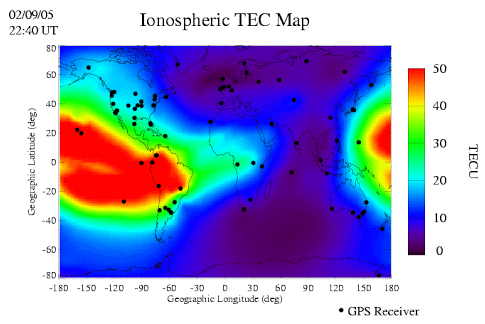 02/09/05
22:40 UT
Ionospheric TEC Map
80
60
40
20
0
-20
-40
-60
-80
Geographic Latitude (deg)
-180 -150 -120 -90 -60 -30 0 30 60 90 120 150 180
Geographic Longitude (deg)
50
40
30
20
10
0
TECU
GPS Receiver